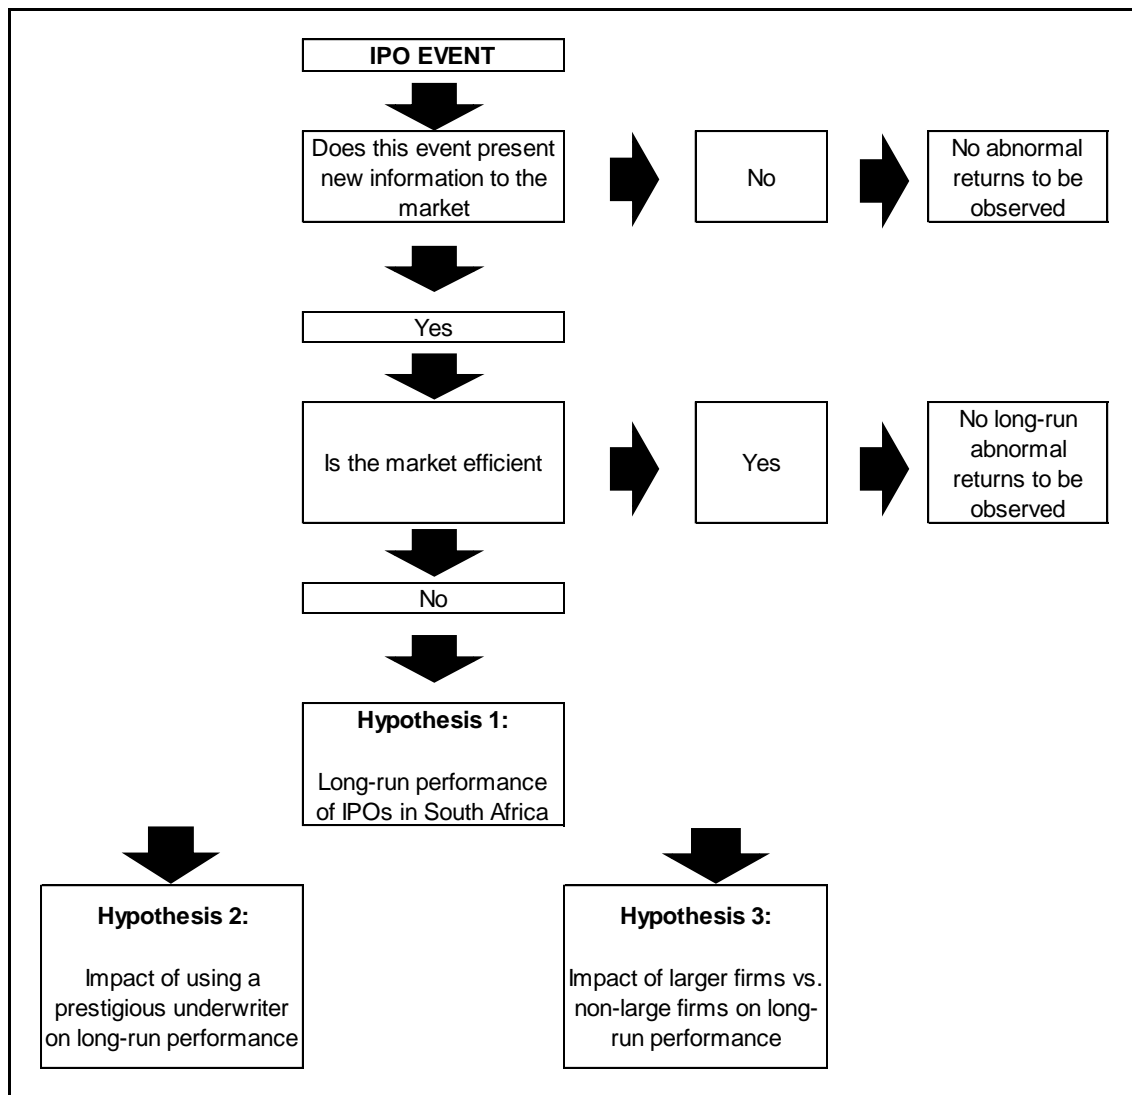 IPO EVENT
Does this event present
new information to the
market
No
No abnormal
returns to be
observed
Yes
Is the market efficient
Yes
No long-run
abnormal
returns to be
observed
No
Hypothesis 1:
Long-run performance
of IPOs in South Africa
Hypothesis 2:
Impact of using a
prestigious underwriter
on long-run performance
Hypothesis 3:
Impact of larger firms vs.
non-large firms on long-
run performance